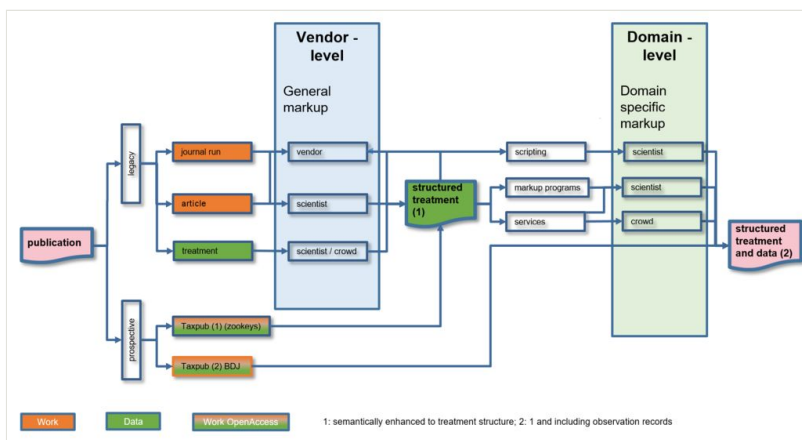 Vendor -
level
General
markup
Domain -
level
Domain
specific
markup
legacy
journal run
vendor
scripting
scientist
article
scientist
structured
treatment
(1)
markup programs
scientist
services
crowd
publication
treatment
scientist / crowd
structured
treatment
and data (2)
prospective
Taxpub (1) (zookeys)
Taxpub (2) BDJ
Work
Data
Work OpenAccess
1: semantically enhanced to treatment structure; 2: 1 and including observation records